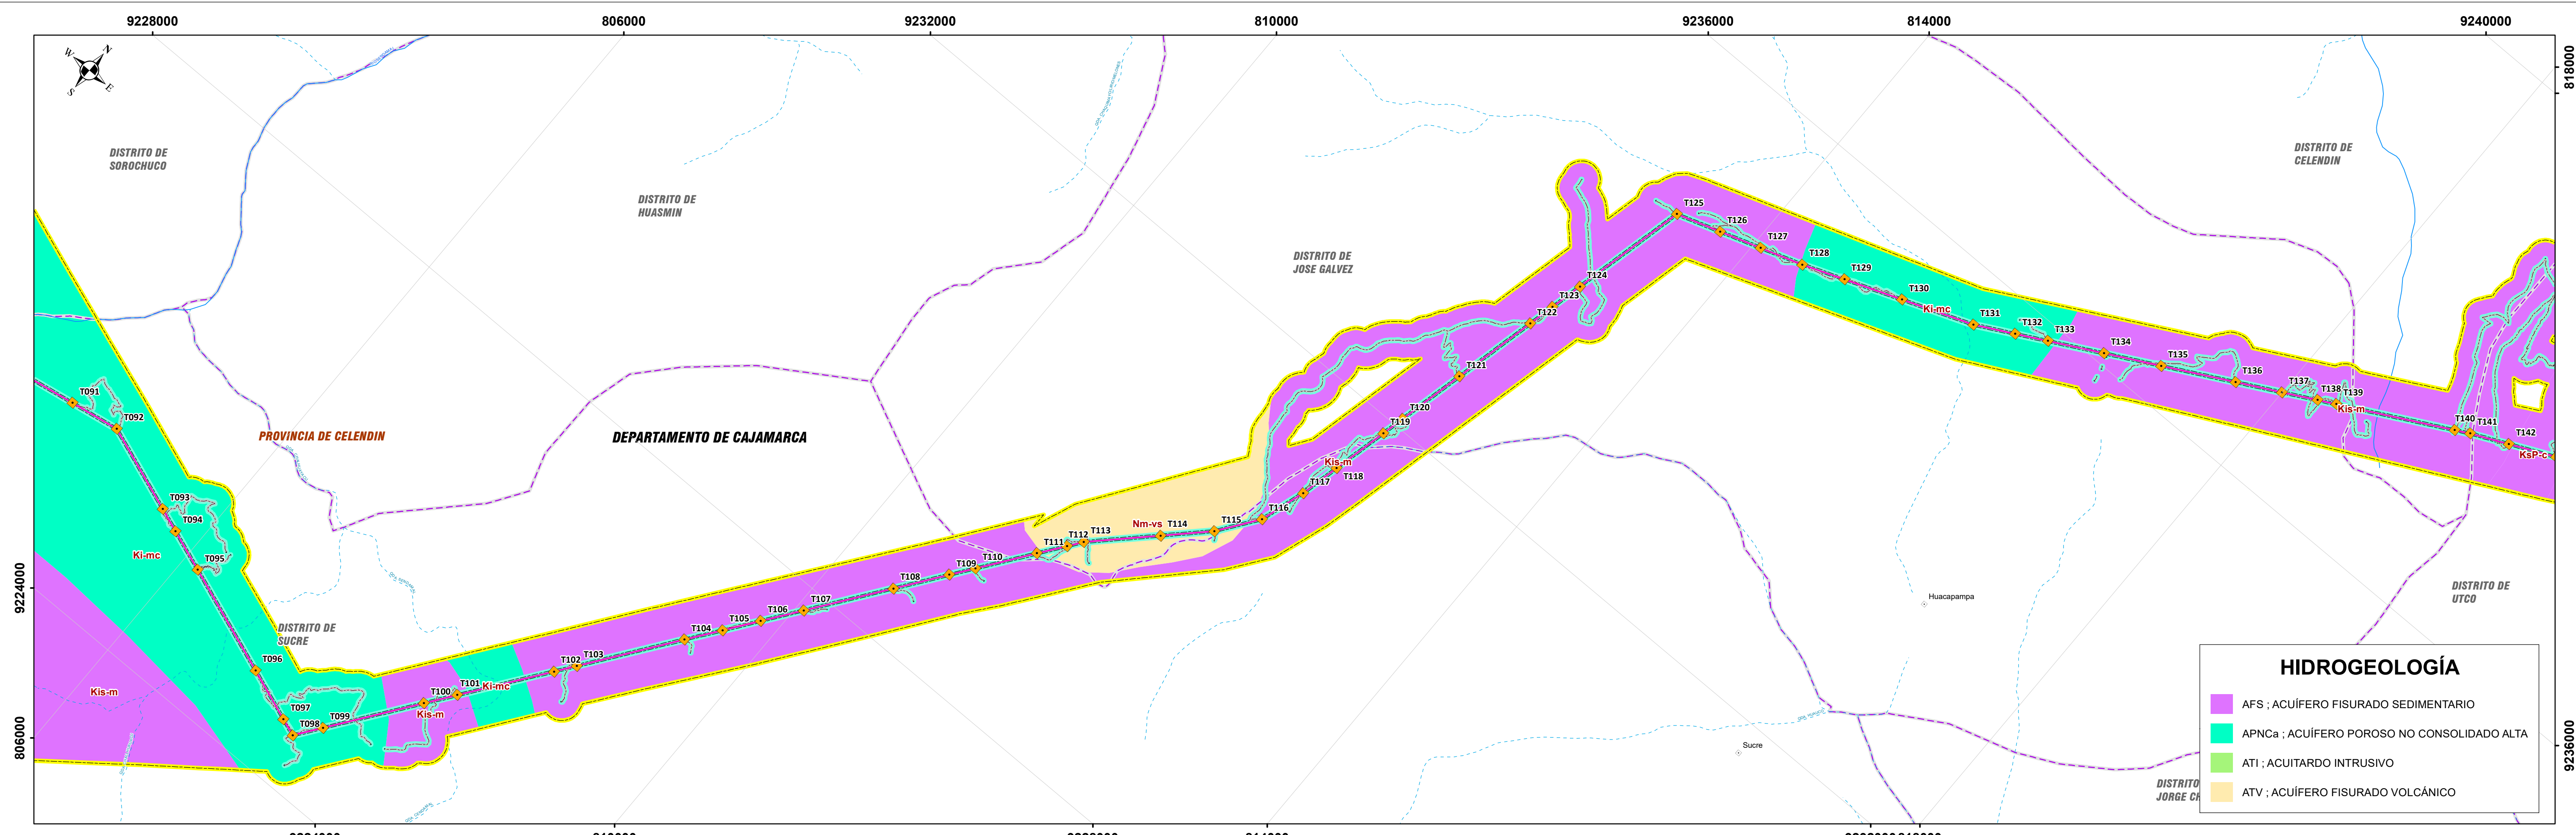 9228000
806000
9232000
810000
9236000
814000
9240000
818000
N
W
E
S
DISTRITO DE
SOROCHUCO
DISTRITO DE
HUASMIN
DISTRITO DE
JOSE GALVEZ
DISTRITO DE
CELENDIN
PROVINCIA DE CELENDIN
DEPARTAMENTO DE CAJAMARCA
T091
T092
T093
T094
T095
Ki-mc
T096
T097
T098
T099
Kis-m
DISTRITO DE
SUCRE
T100
Kis-m
T101
Ki-mc
T102
T103
T104
T105
T106
T107
T108
T109
T110
T111
T112
T113
Nm-vs
T114
T115
T116
T117
T118
Kis-m
T119
T120
T121
T122
T123
T124
T125
T126
T127
T128
T129
T130
Ki-mc
T131
T132
T133
T134
T135
T136
T137
T138
T139
Kis-m
T140
T141
T142
KsP-c
9224000
806000
Huacapampa
Sucre
DISTRITO DE
UTCO
DISTRITO
JORGE CH
9236000
HIDROGEOLOGÍA
AFS ; ACUÍFERO FISURADO SEDIMENTARIO
APNCa ; ACUÍFERO POROSO NO CONSOLIDADO ALTA
ATI ; ACUITARDO INTRUSIVO
ATV ; ACUÍFERO FISURADO VOLCÁNICO
814000